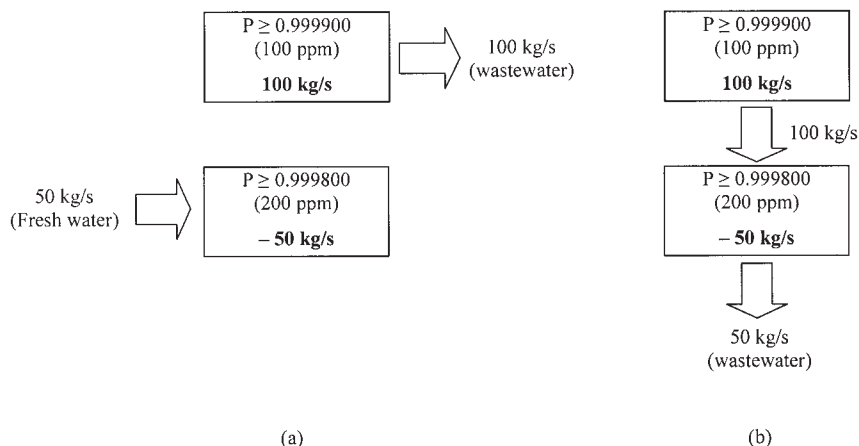 P ≥ 0.999900
(100 ppm)
100 kg/s
100 kg/s
(wastewater)
50 kg/s
(Fresh water)
P ≥ 0.999800
(200 ppm)
– 50 kg/s
(a)
P ≥ 0.999900
(100 ppm)
100 kg/s
100 kg/s
P ≥ 0.999800
(200 ppm)
– 50 kg/s
50 kg/s
(wastewater)
(b)